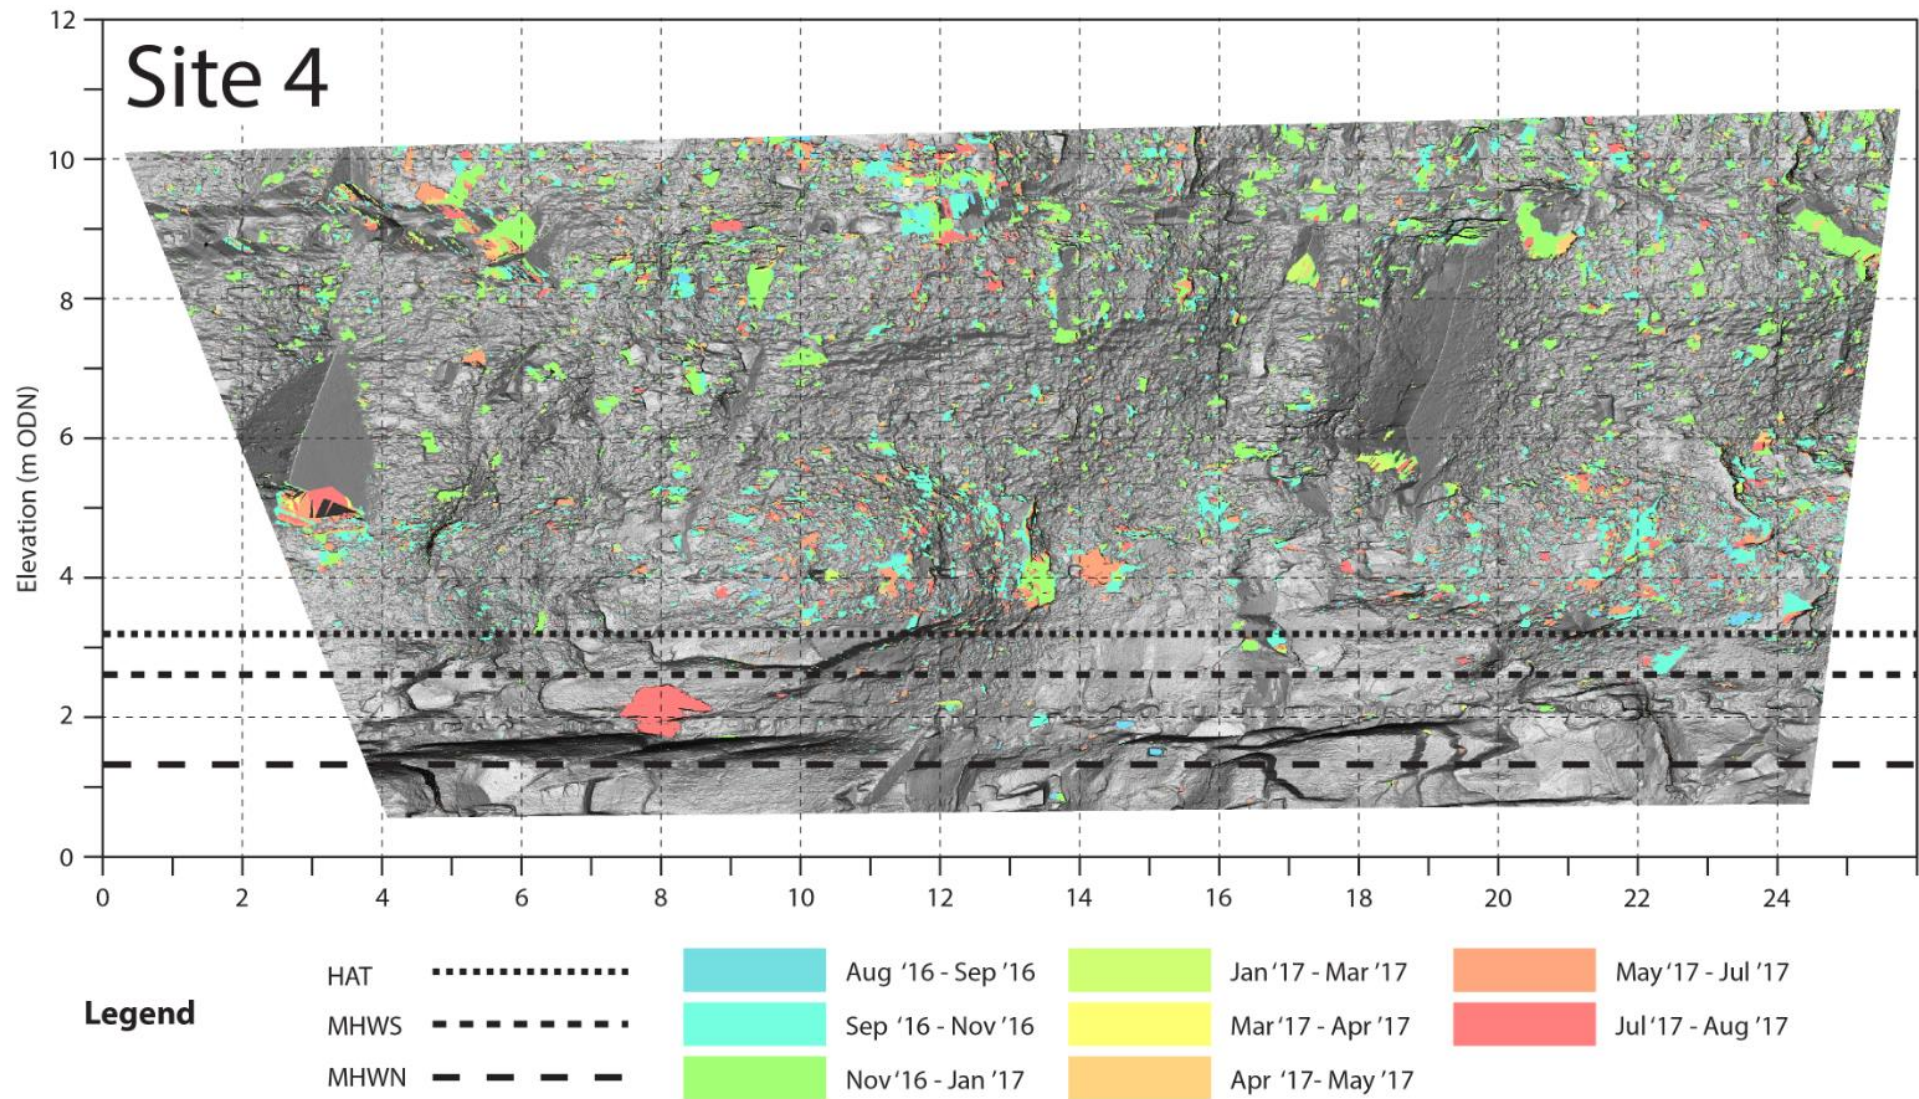 Site 4
12
10
8
6
4
2
0
Elevation (m ODN)
0 2 4 6 8 10 12 14 16 18 20 22 24
Legend
HAT
MHWS
MHWN
Aug ‘16 - Sep ’16
Sep ‘16 - Nov ’16
Nov ‘16 - Jan ’17
Jan ‘17 - Mar ’17
Mar ‘17 - Apr ’17
Apr ‘17- May ’17
May ‘17 - Jul ’17
Jul ‘17 - Aug ’17